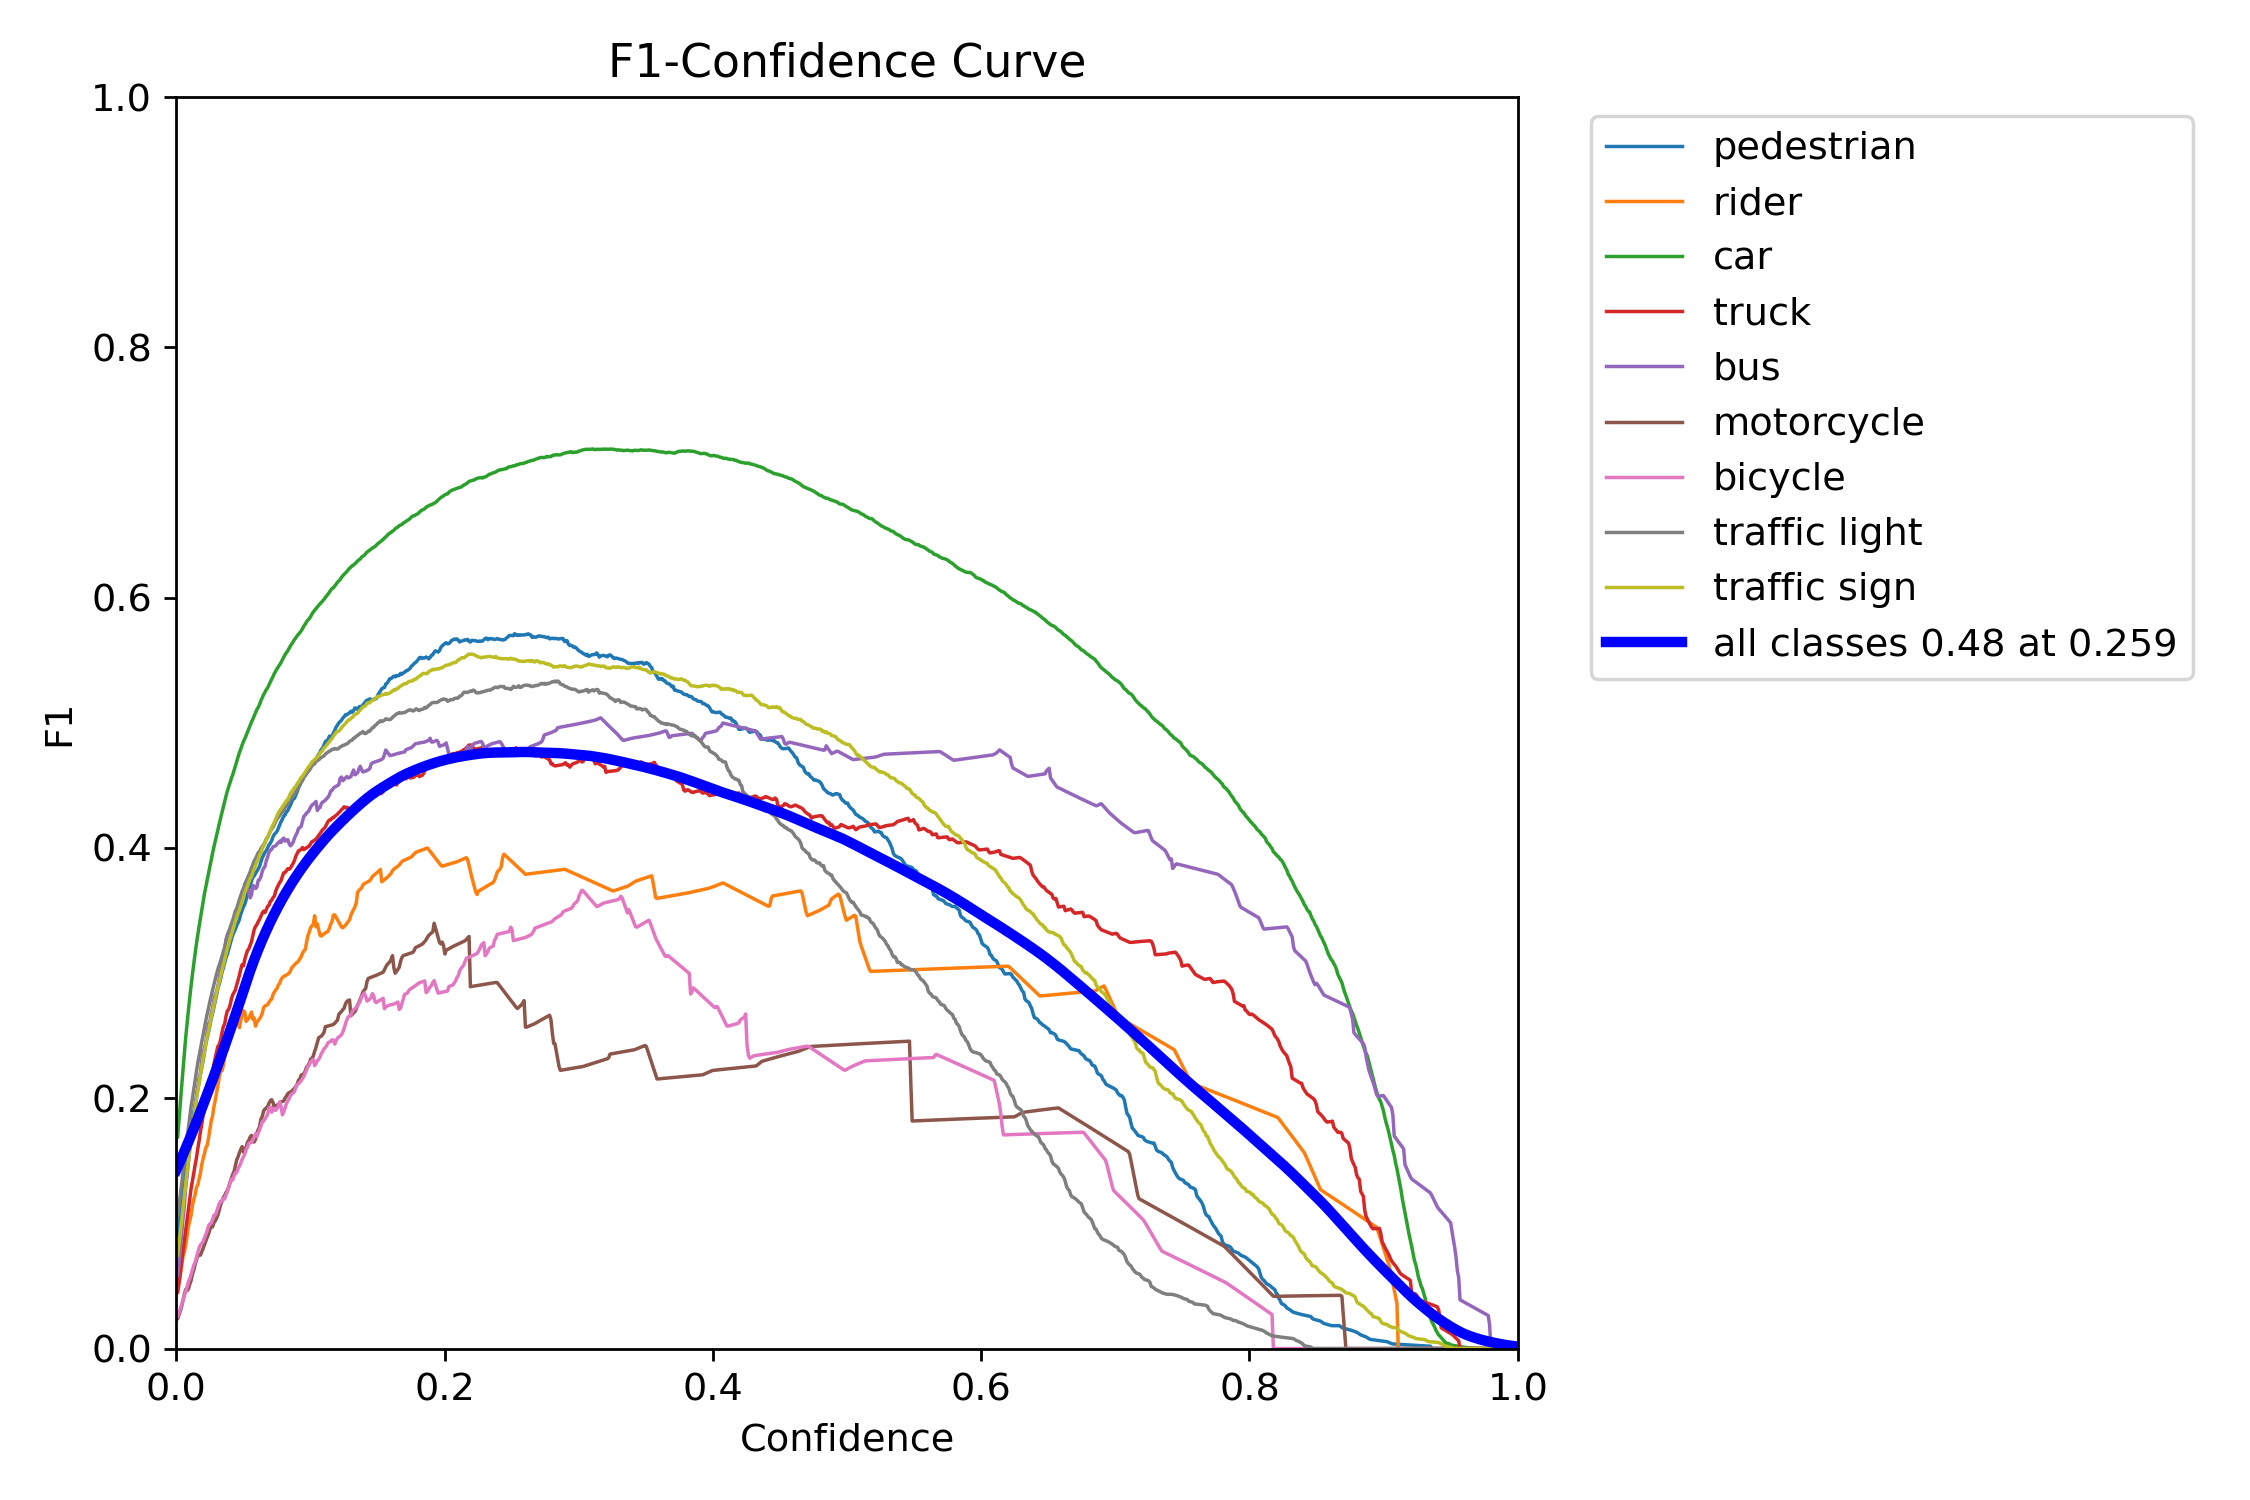 F1-Confidence Curve
1.0
0.8
0.6
0.4
0.2
0.0
F1
0.0 0.2 0.4 0.6 0.8 1.0
Confidence
pedestrian
rider
car
truck
bus
motorcycle
bicycle
traffic light
traffic sign
all classes 0.48 at 0.259